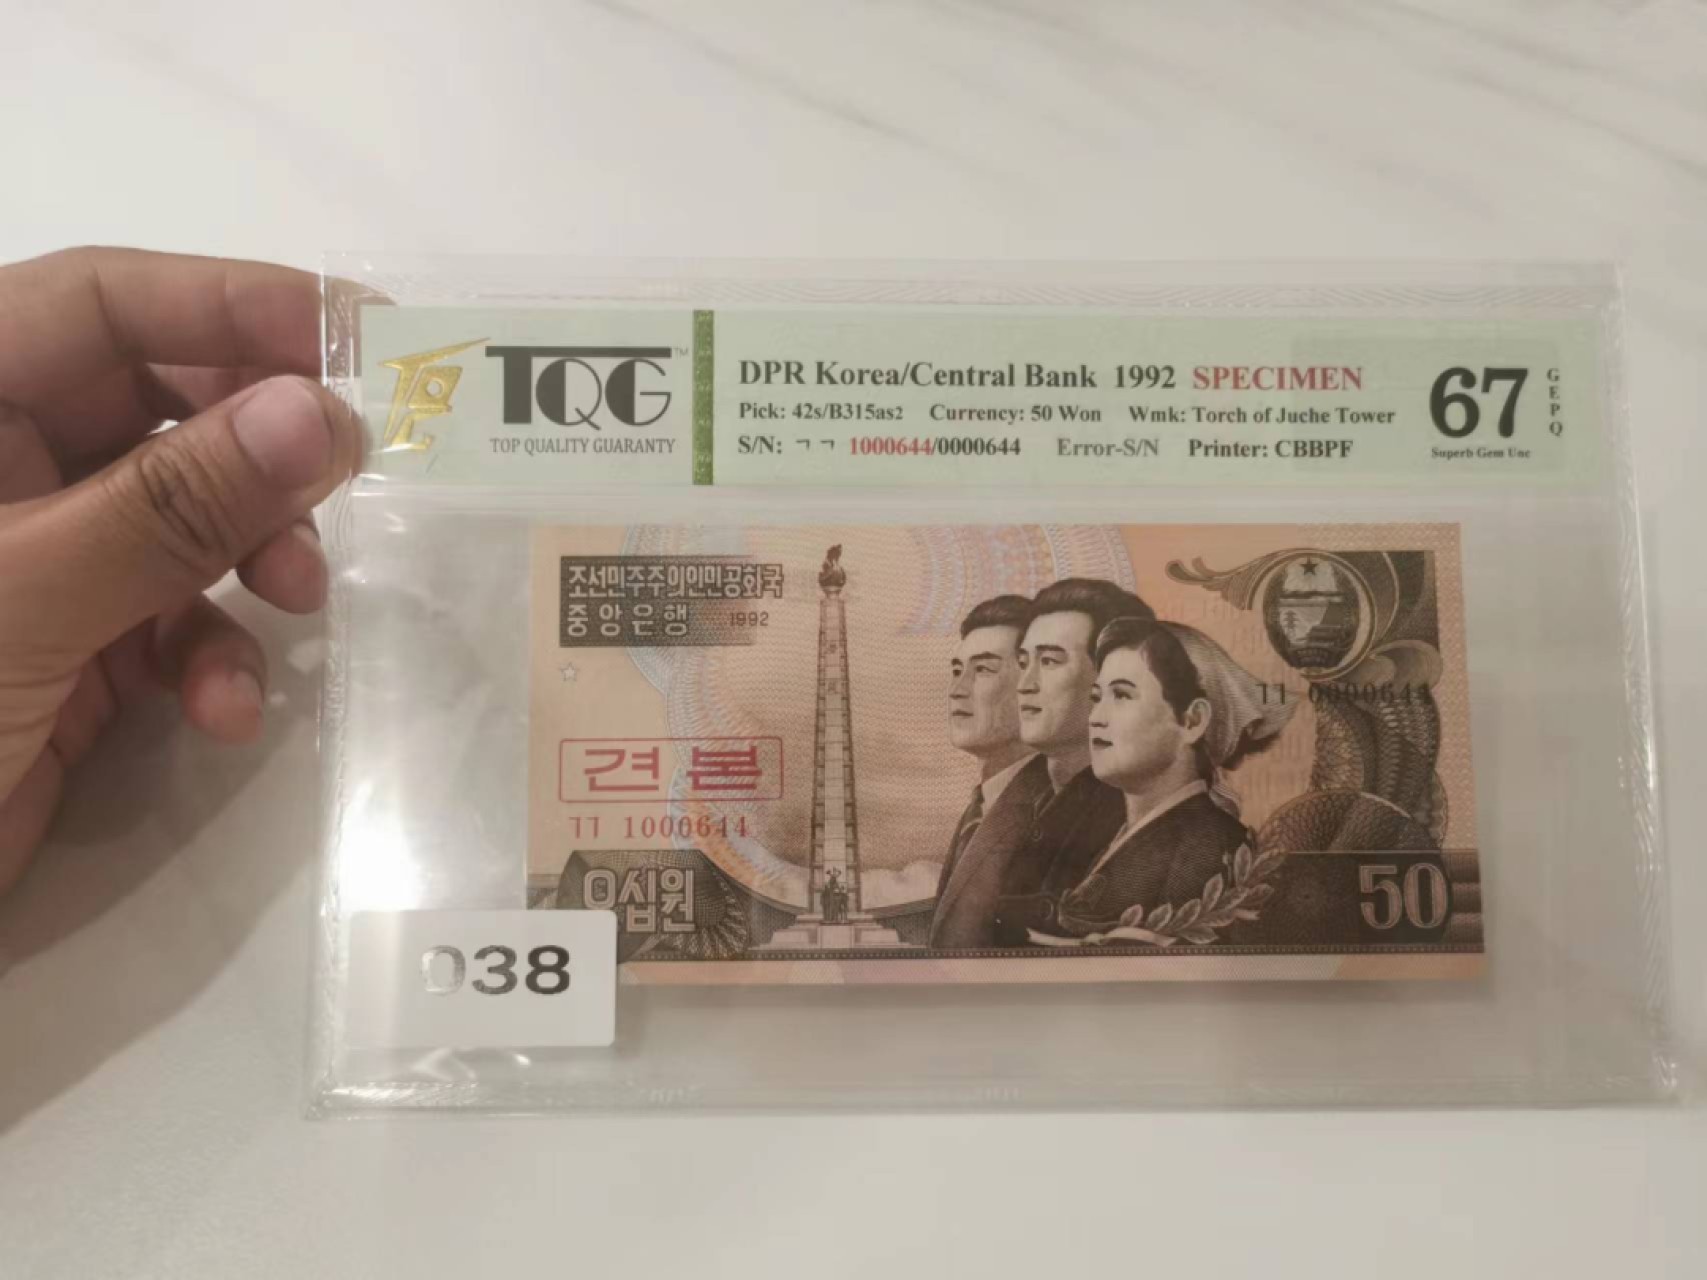 TQG™
TOP QUALITY GUARANTY
DPR Korea/Central Bank 1992 SPECIMEN
Pick: 42s/B315as2 Currency: 50 Won Wmk: Torch of Juche Tower
S/N: ㄱㄱ 1000644/0000644 Error-S/N Printer: CBBPF
67
Superb Gem Unc
GEPQ
조선민주주의인민공화국
중앙은행 1992
ㄱㄱ 0000644
견본
ㄱㄱ 1000644
오십원
50
038